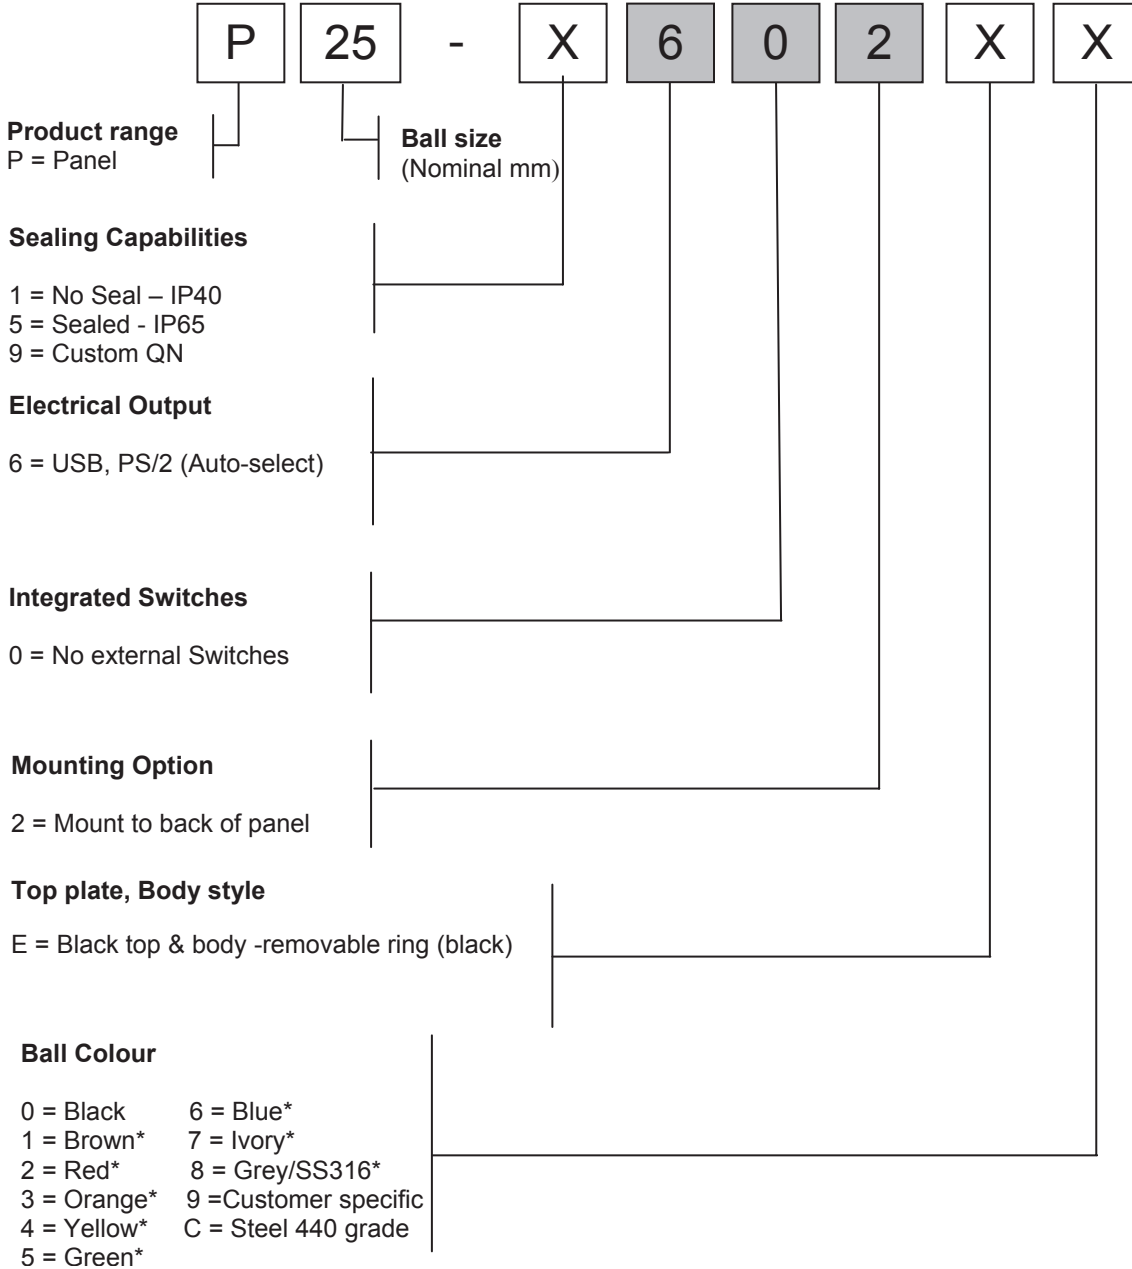 P 25 - X 6 0 2 X X
Product range
P = Panel
Ball size
(Nominal mm)
Sealing Capabilities
1 = No Seal – IP40
5 = Sealed - IP65
9 = Custom QN
Electrical Output
6 = USB, PS/2 (Auto-select)
Integrated Switches
0 = No external Switches
Mounting Option
2 = Mount to back of panel
Top plate, Body style
E = Black top & body -removable ring (black)
Ball Colour
0 = Black 6 = Blue*
1 = Brown* 7 = Ivory*
2 = Red* 8 = Grey/SS316*
3 = Orange* 9 =Customer specific
4 = Yellow* C = Steel 440 grade
5 = Green*